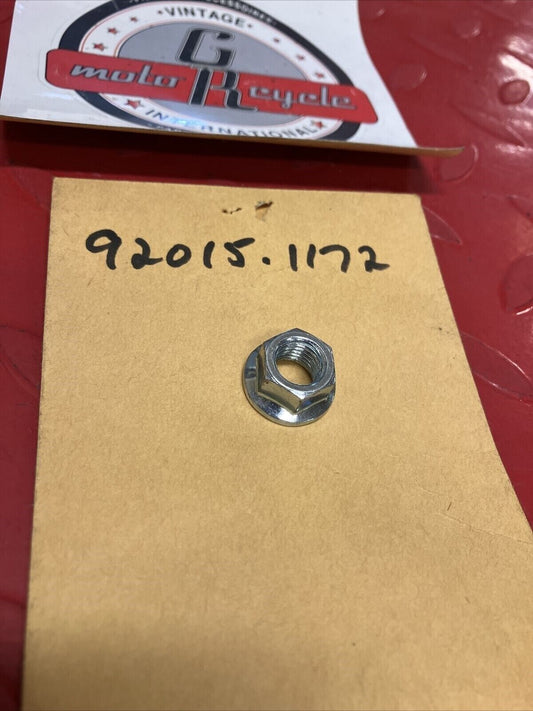 VINTAGE
G
moto Rcycle
INTERNATIONAL
92015.1172